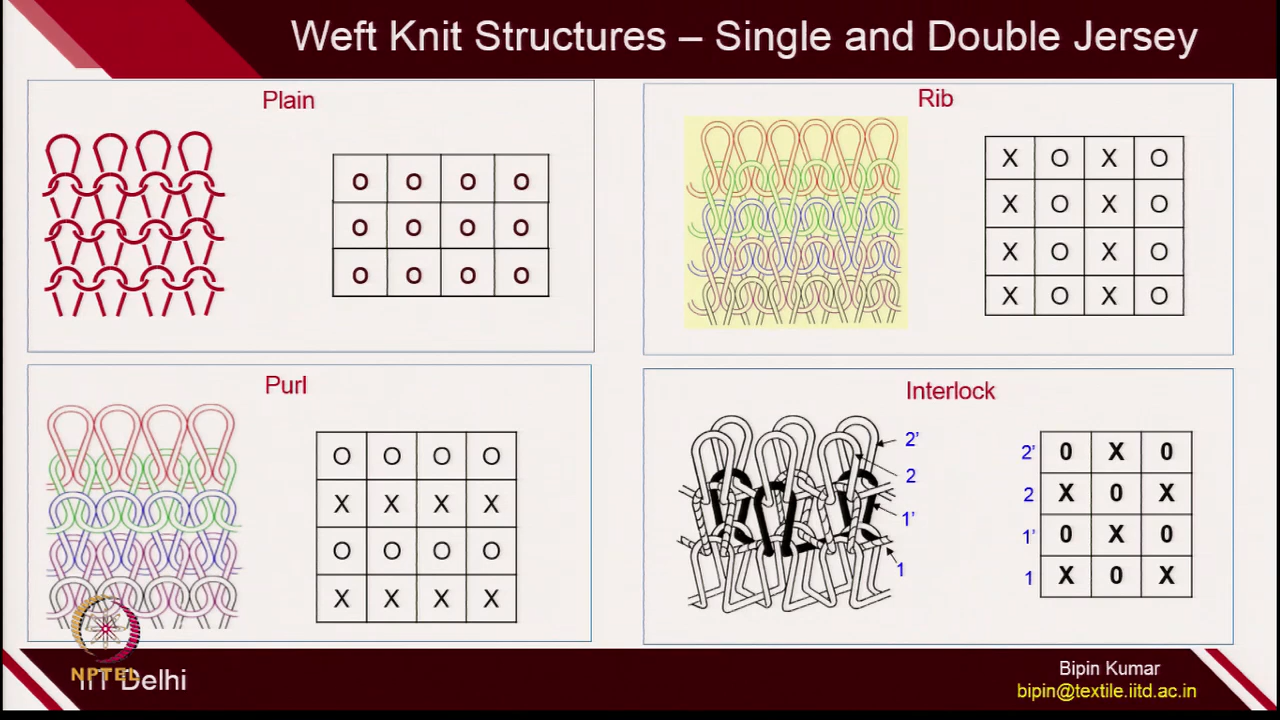 Weft Knit Structures – Single and Double Jersey
Plain
O O O O
O O O O
O O O O
Rib
X O X O
X O X O
X O X O
X O X O
Purl
O O O O
X X X X
O O O O
X X X X
Interlock
2'
2
1'
1
2' 0 X 0
2 X 0 X
1' 0 X 0
1 X 0 X
NPTEL
IIT Delhi
Bipin Kumar
bipin@textile.iitd.ac.in